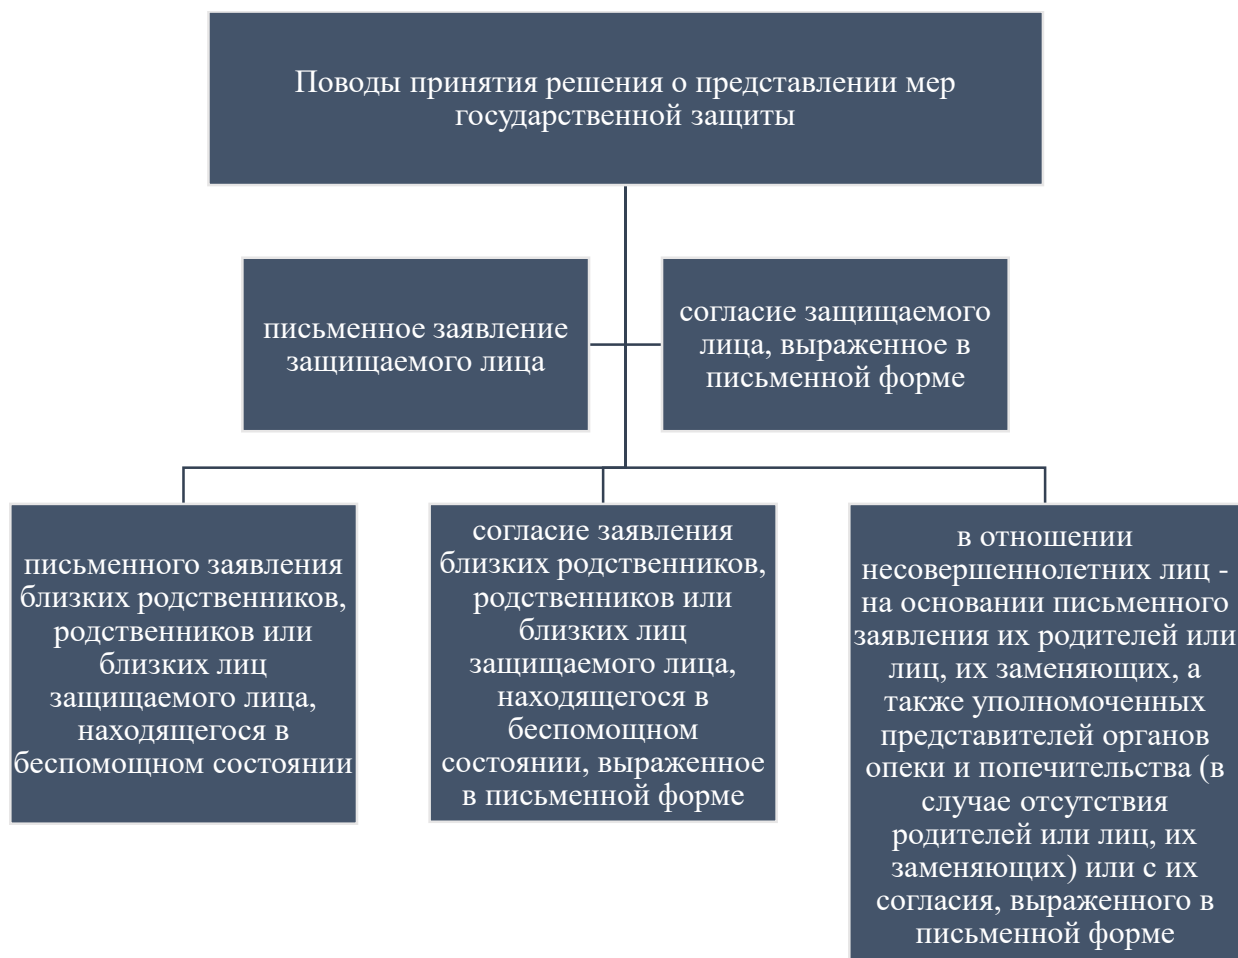 Поводы принятия решения о представлении мер
государственной защиты
письменное заявление
защищаемого лица
согласие защищаемого
лица, выраженное в
письменной форме
письменного заявления
близких родственников,
родственников или
близких лиц
защищаемого лица,
находящегося в
беспомощном состоянии
согласие заявления
близких родственников,
родственников или
близких лиц
защищаемого лица,
находящегося в
беспомощном
состоянии, выраженное
в письменной форме
в отношении
несовершеннолетних лиц -
на основании письменного
заявления их родителей или
лиц, их заменяющих, а
также уполномоченных
представителей органов
опеки и попечительства (в
случае отсутствия
родителей или лиц, их
заменяющих) или с их
согласия, выраженного в
письменной форме